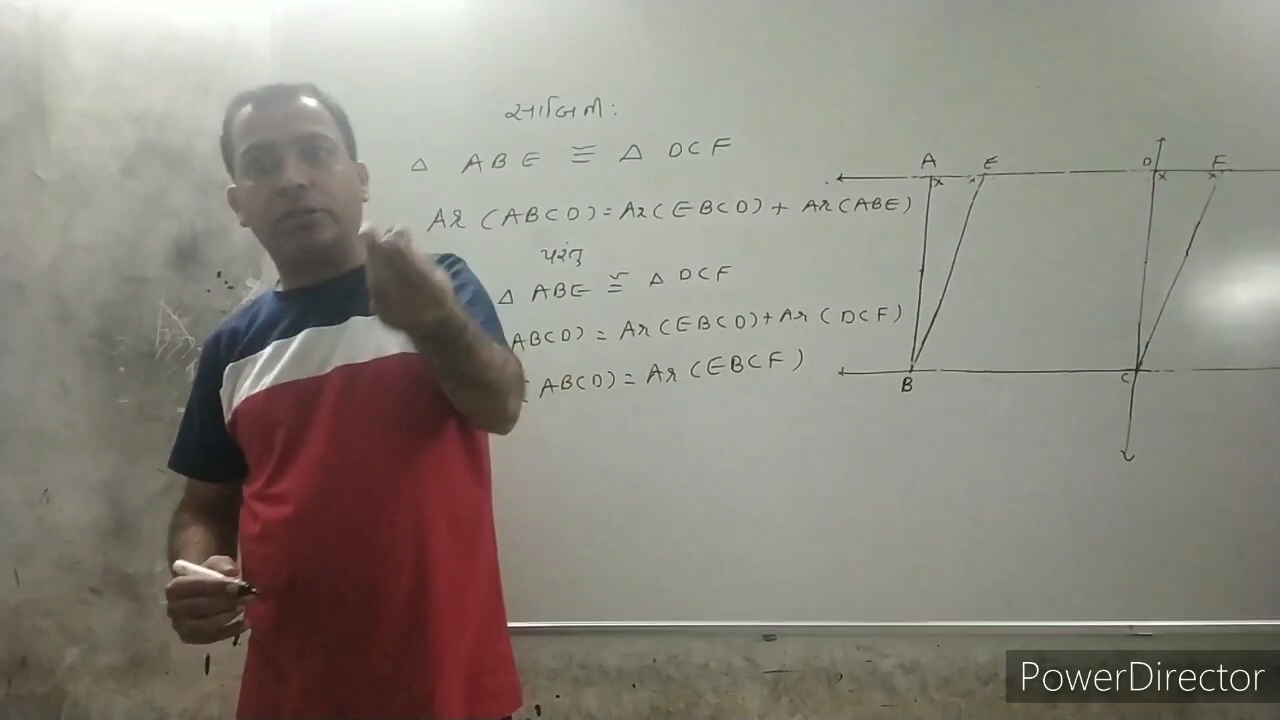 સાબિતી:
△ ABE ≅ △ DCF
Ar (ABCD) = Ar (EBCD) + Ar (ABE)
પરંતુ
△ ABE ≅ △ DCF
ABCD) = Ar (EBCD) + Ar (DCF)
( ABCD) = Ar (EBCF)
A E D F
B C
PowerDirector